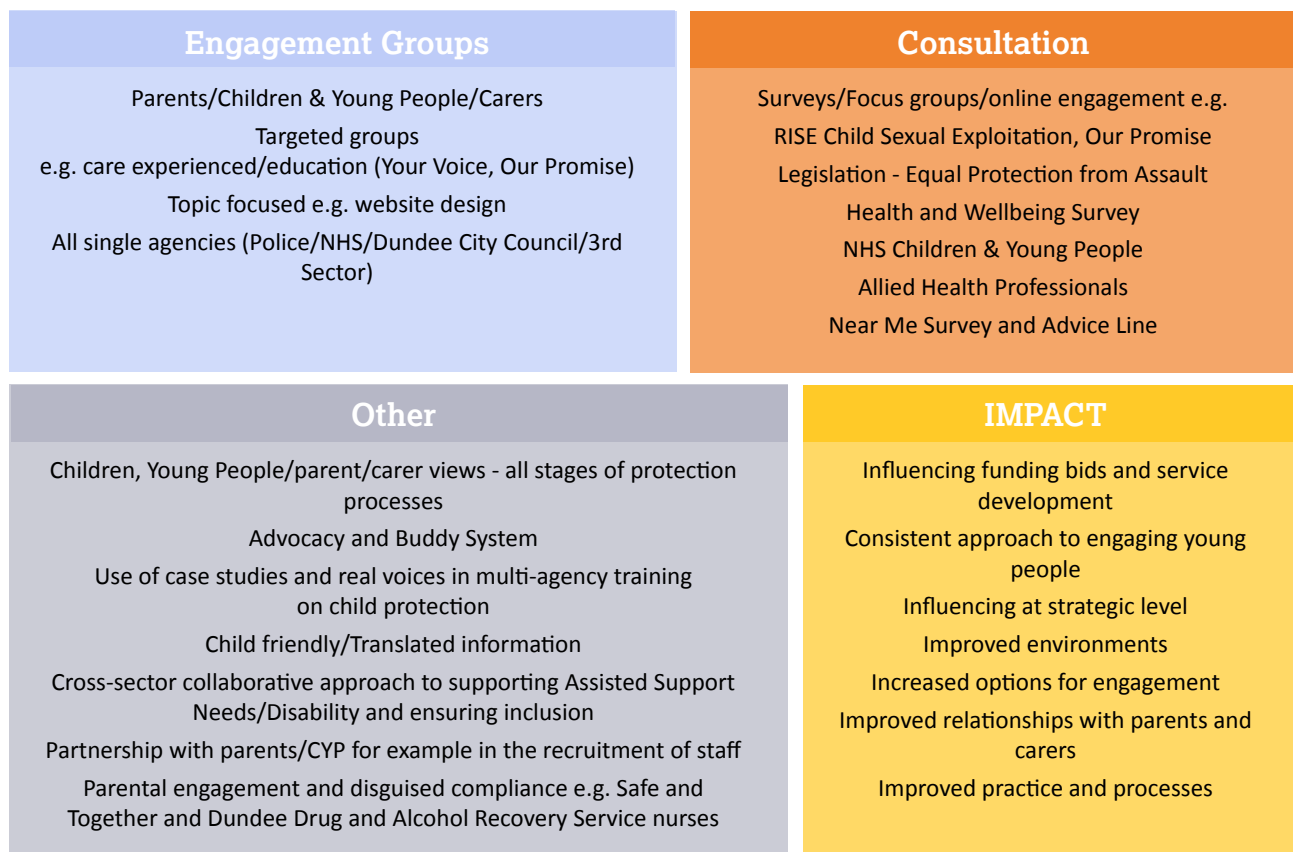 Engagement Groups
Parents/Children & Young People/Carers
Targeted groups
e.g. care experienced/education (Your Voice, Our Promise)
Topic focused e.g. website design
All single agencies (Police/NHS/Dundee City Council/3rd
Sector)
Consultation
Surveys/Focus groups/online engagement e.g.
RISE Child Sexual Exploitation, Our Promise
Legislation - Equal Protection from Assault
Health and Wellbeing Survey
NHS Children & Young People
Allied Health Professionals
Near Me Survey and Advice Line
Other
Children, Young People/parent/carer views - all stages of protection
processes
Advocacy and Buddy System
Use of case studies and real voices in multi-agency training
on child protection
Child friendly/Translated information
Cross-sector collaborative approach to supporting Assisted Support
Needs/Disability and ensuring inclusion
Partnership with parents/CYP for example in the recruitment of staff
Parental engagement and disguised compliance e.g. Safe and
Together and Dundee Drug and Alcohol Recovery Service nurses
IMPACT
Influencing funding bids and service
development
Consistent approach to engaging young
people
Influencing at strategic level
Improved environments
Increased options for engagement
Improved relationships with parents and
carers
Improved practice and processes